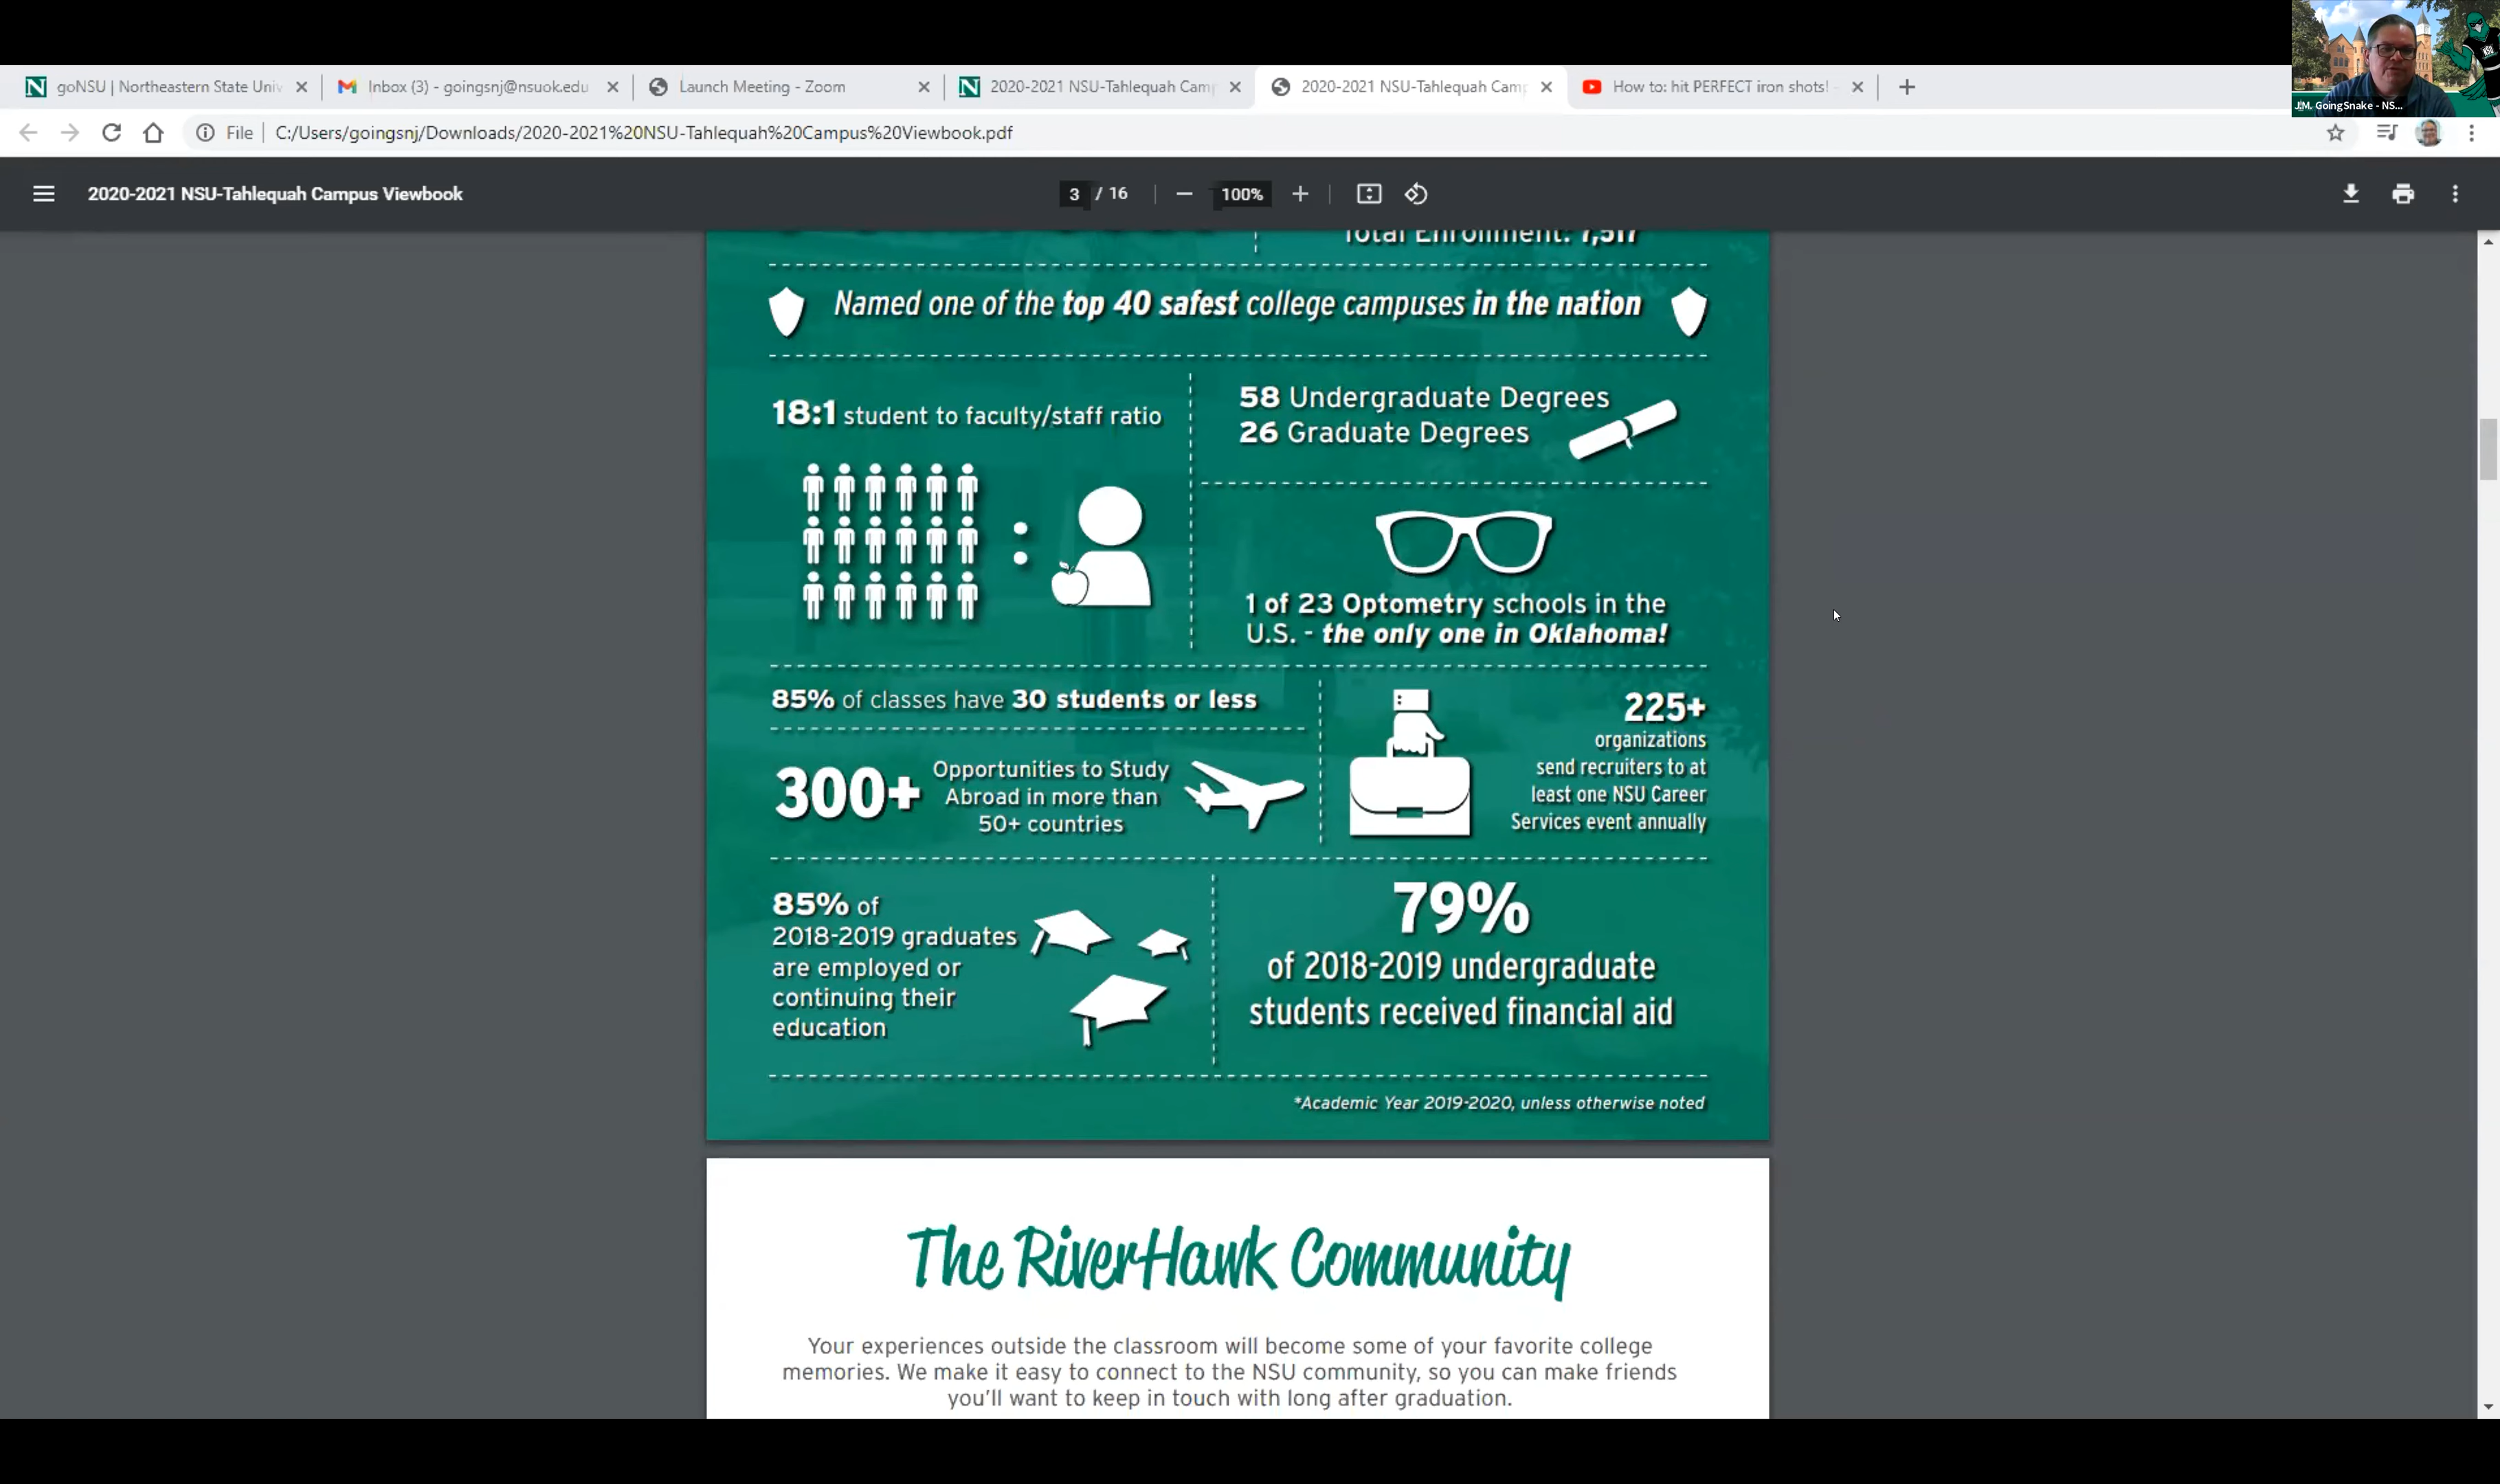 goNSU | Northeastern State Univ
Inbox (3) - goingsnj@nsuok.edu
Launch Meeting - Zoom
2020-2021 NSU-Tahlequah Camp
2020-2021 NSU-Tahlequah Camp
How to: hit PERFECT iron shots! -
J.M. GoingSnake - NS...
File
C:/Users/goingsnj/Downloads/2020-2021%20NSU-Tahlequah%20Campus%20Viewbook.pdf
2020-2021 NSU-Tahlequah Campus Viewbook
3 / 16
100%
Total Enrollment: 7,517
Named one of the top 40 safest college campuses in the nation
18:1 student to faculty/staff ratio
58 Undergraduate Degrees
26 Graduate Degrees
1 of 23 Optometry schools in the
U.S. - the only one in Oklahoma!
85% of classes have 30 students or less
300+
Opportunities to Study
Abroad in more than
50+ countries
225+
organizations
send recruiters to at
least one NSU Career
Services event annually
85% of
2018-2019 graduates
are employed or
continuing their
education
79%
of 2018-2019 undergraduate
students received financial aid
*Academic Year 2019-2020, unless otherwise noted
The RiverHawk Community
Your experiences outside the classroom will become some of your favorite college
memories. We make it easy to connect to the NSU community, so you can make friends
you'll want to keep in touch with long after graduation.